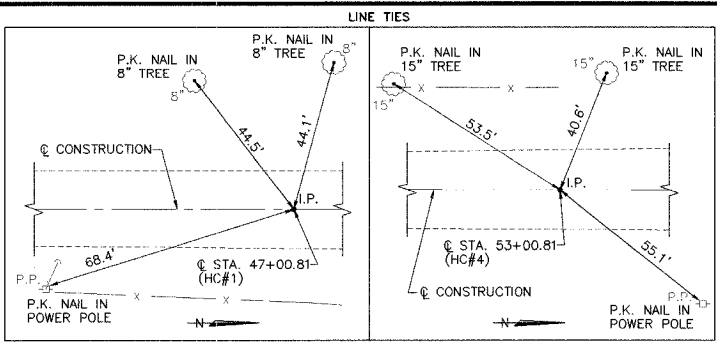 LINE TIES
P.K. NAIL IN
8" TREE
P.K. NAIL IN
8" TREE
8"
8"
44.5'
44.1'
℄ CONSTRUCTION
I.P.
68.4'
℄ STA. 47+00.81
(HC#1)
P.P.
X
X
P.K. NAIL IN
POWER POLE
N
P.K. NAIL IN
15" TREE
P.K. NAIL IN
15" TREE
15"
15"
X
X
53.5'
40.6'
I.P.
℄ STA. 53+00.81
(HC#4)
55.1'
℄ CONSTRUCTION
P.P.
P.K. NAIL IN
POWER POLE
N